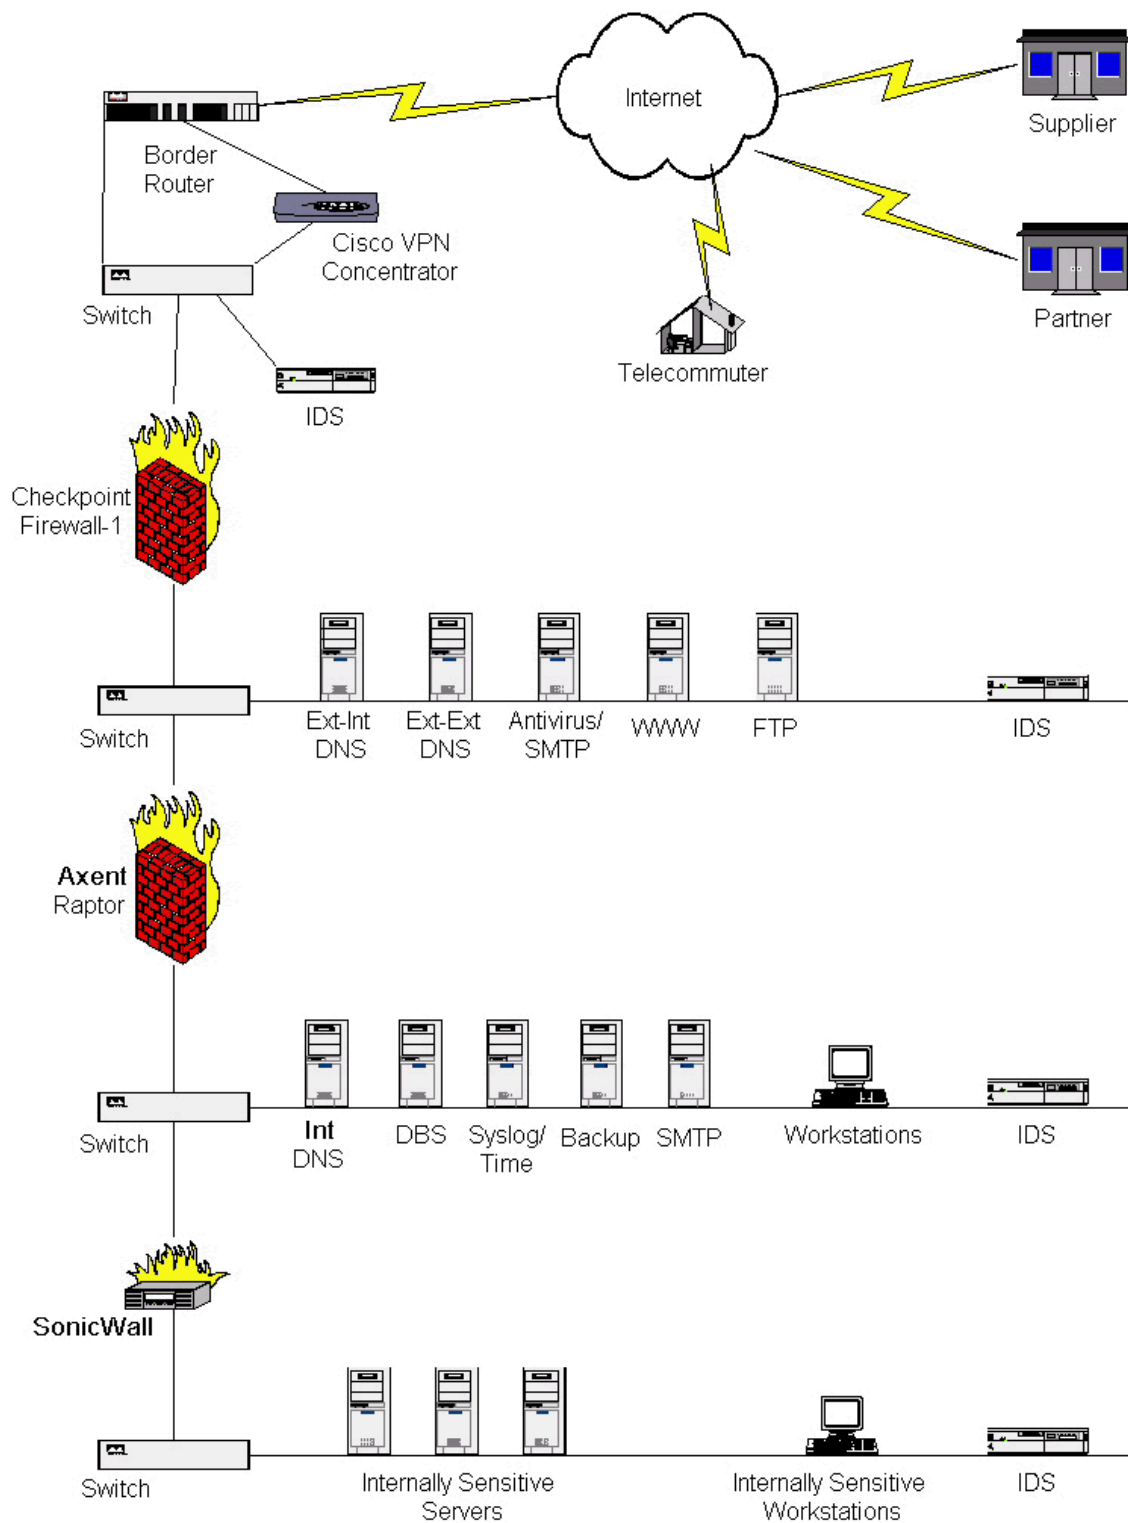 Internet
Supplier
Border
Router
Cisco VPN
Concentrator
Switch
Partner
Telecommuter
IDS
Checkpoint
Firewall-1
Switch
Ext-Int
DNS
Ext-Ext
DNS
Antivirus/
SMTP
WWW
FTP
IDS
Axent
Raptor
Switch
Int
DNS
DBS
Syslog/
Time
Backup
SMTP
Workstations
IDS
SonicWall
Switch
Internally Sensitive
Servers
Internally Sensitive
Workstations
IDS